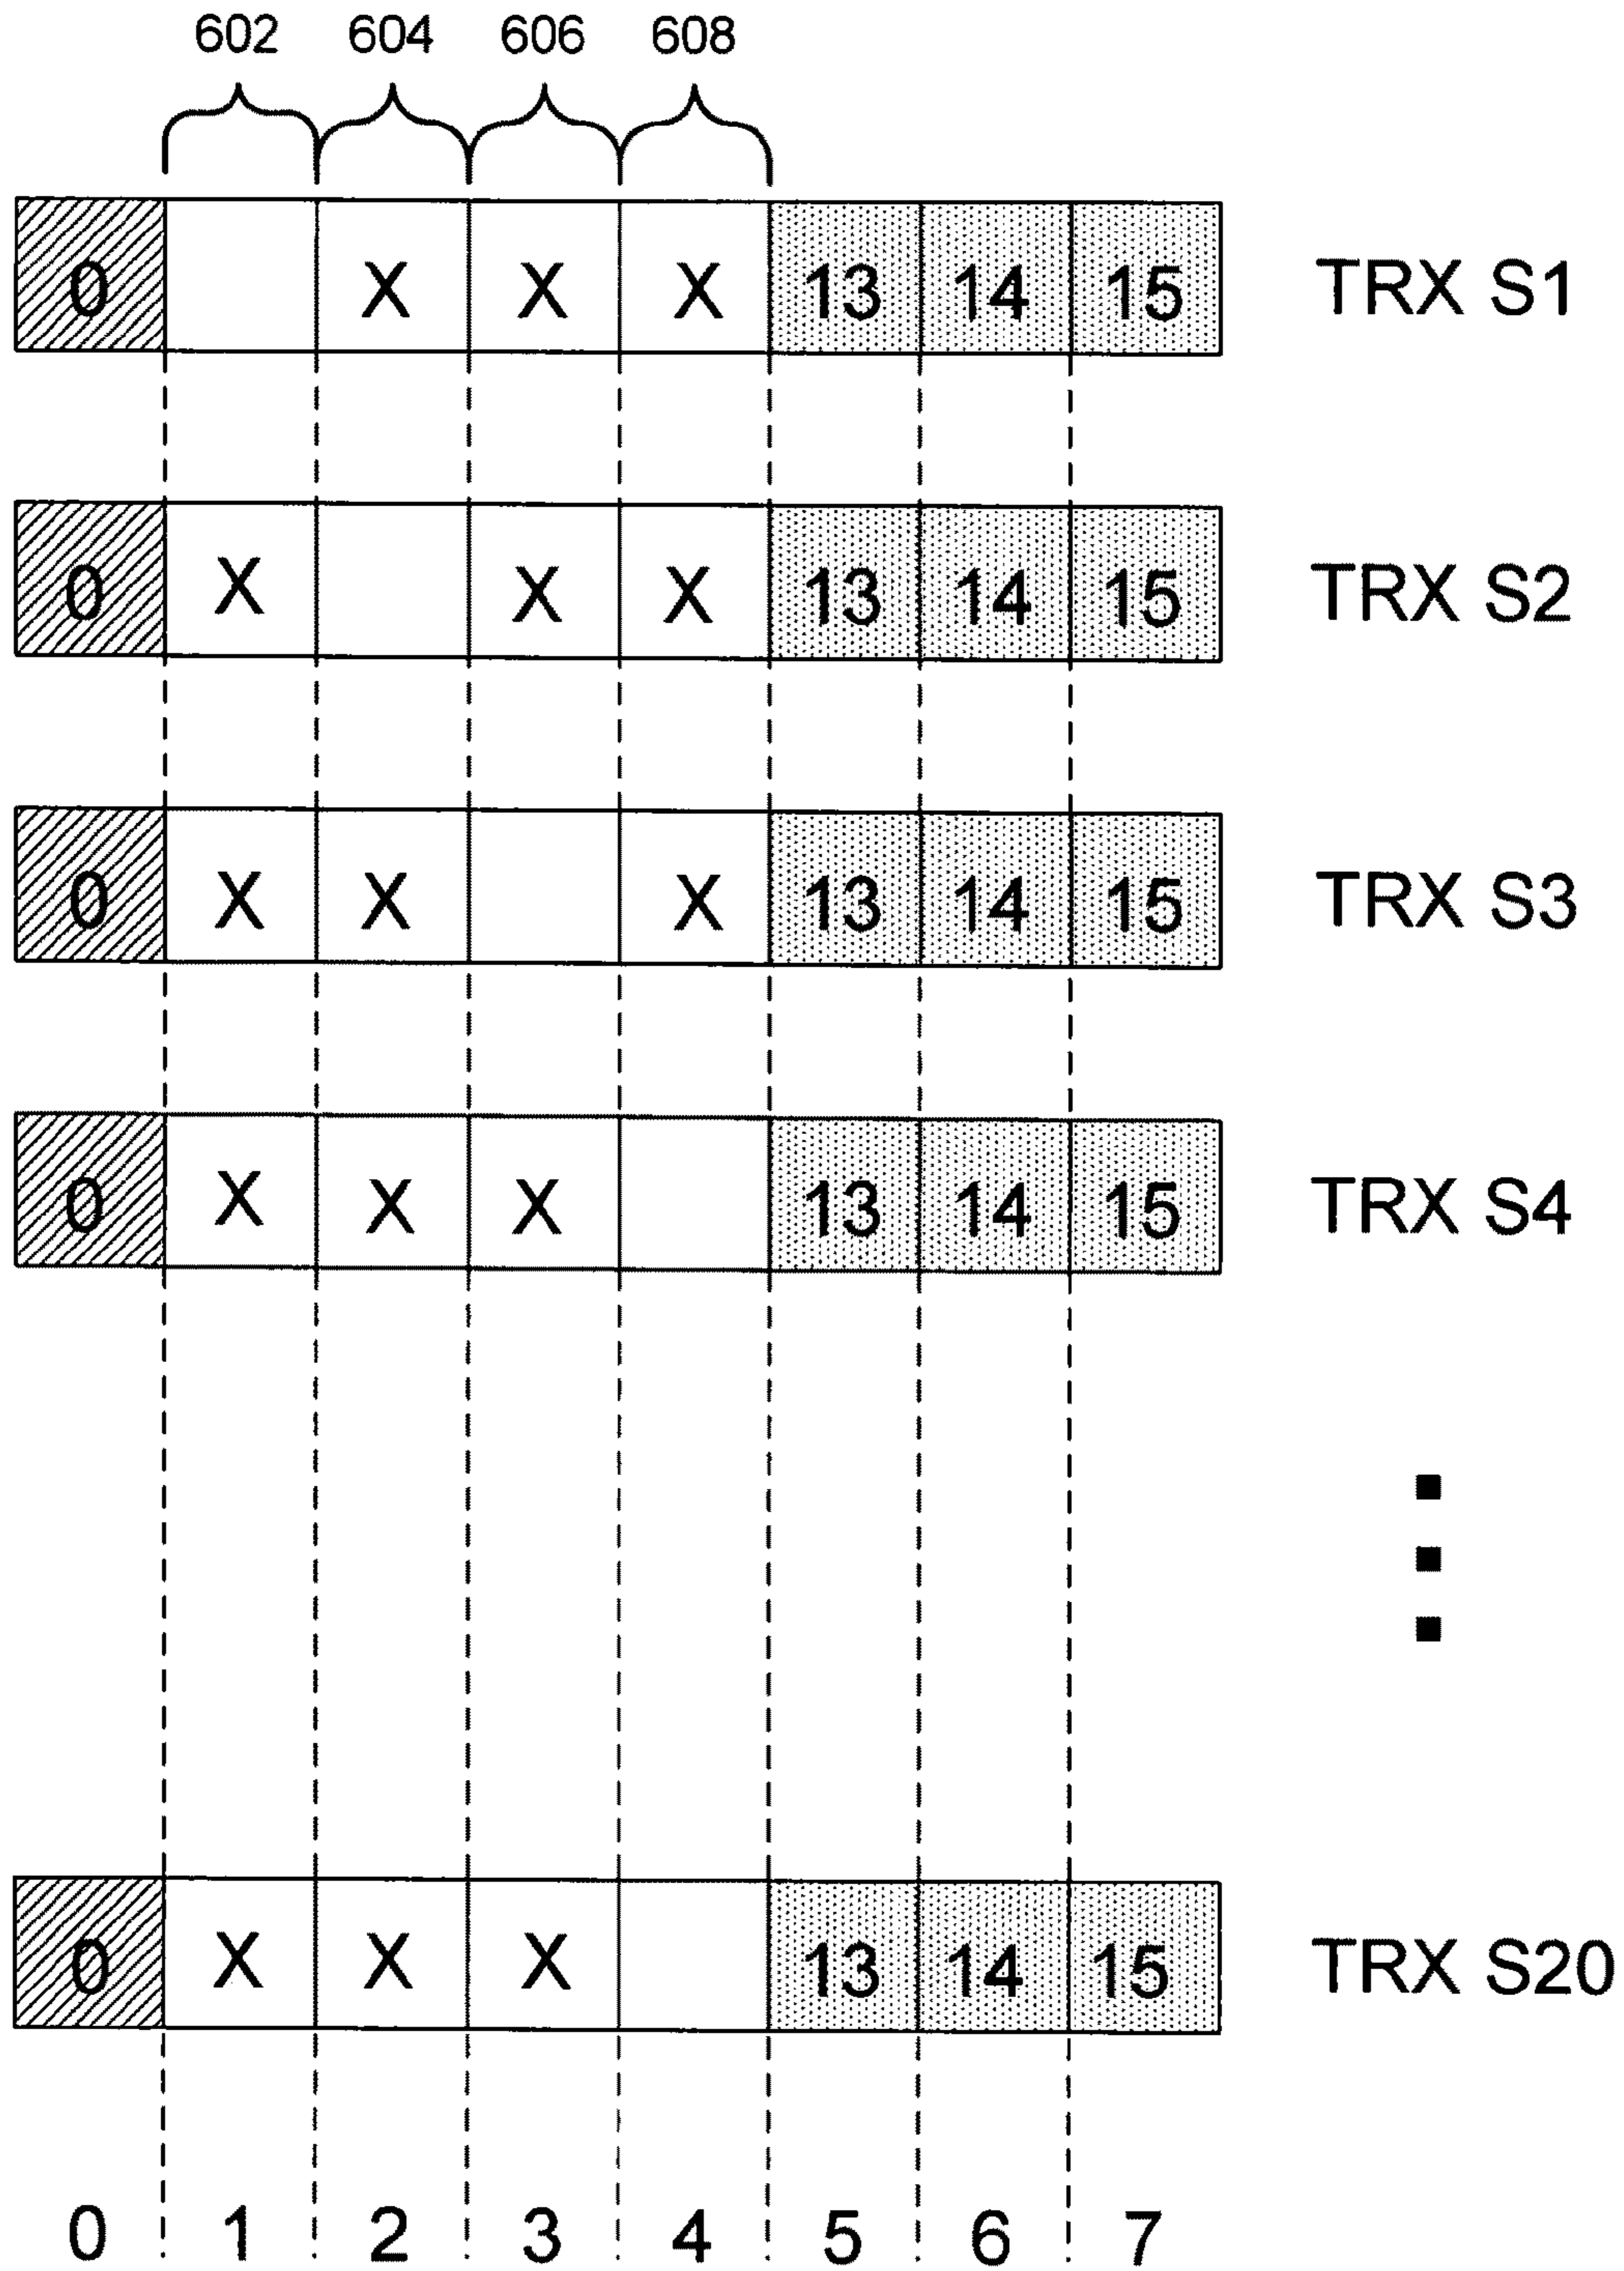 602 604 606 608
0 X X X 13 14 15 TRX S1
0 X X X 13 14 15 TRX S2
0 X X X 13 14 15 TRX S3
0 X X X 13 14 15 TRX S4
0 X X X 13 14 15 TRX S20
0 1 2 3 4 5 6 7